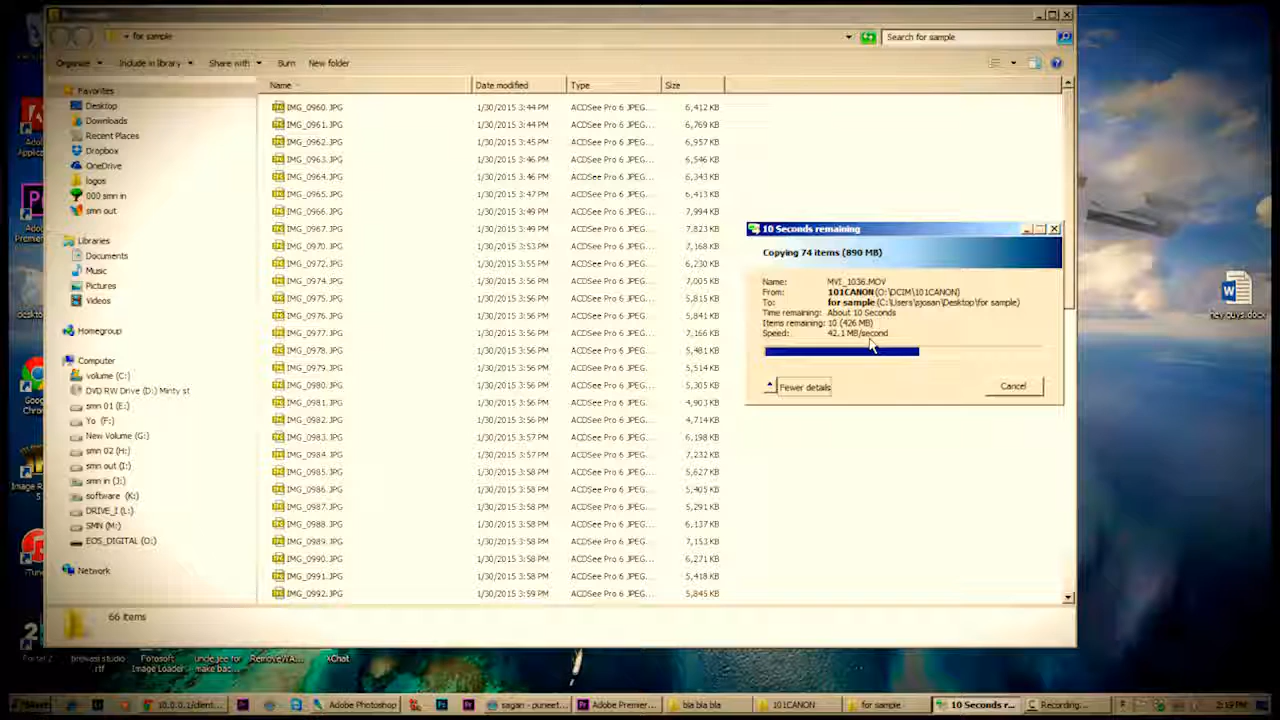 for sample
Search for sample
Organize
Include in library
Share with
Burn
New folder
Name
Date modified
Type
Size
Favorites
Desktop
Downloads
Recent Places
Dropbox
OneDrive
logos
000 smn in
smn out
Libraries
Documents
Music
Pictures
Videos
Homegroup
Computer
volume (C:)
DVD RW Drive (D:) Minty st
smn 01 (E:)
Yo (F:)
New Volume (G:)
smn 02 (H:)
smn out (I:)
smn in (J:)
software (K:)
DRIVE_I (L:)
SMN (M:)
EOS_DIGITAL (O:)
Network
IMG_0960.JPG 1/30/2015 3:44 PM ACDSee Pro 6 JPEG... 6,412 KB
IMG_0961.JPG 1/30/2015 3:44 PM ACDSee Pro 6 JPEG... 6,769 KB
IMG_0962.JPG 1/30/2015 3:45 PM ACDSee Pro 6 JPEG... 6,957 KB
IMG_0963.JPG 1/30/2015 3:46 PM ACDSee Pro 6 JPEG... 6,546 KB
IMG_0964.JPG 1/30/2015 3:46 PM ACDSee Pro 6 JPEG... 6,343 KB
IMG_0965.JPG 1/30/2015 3:47 PM ACDSee Pro 6 JPEG... 6,413 KB
IMG_0966.JPG 1/30/2015 3:49 PM ACDSee Pro 6 JPEG... 7,994 KB
IMG_0967.JPG 1/30/2015 3:49 PM ACDSee Pro 6 JPEG... 7,823 KB
IMG_0970.JPG 1/30/2015 3:53 PM ACDSee Pro 6 JPEG... 7,168 KB
IMG_0972.JPG 1/30/2015 3:56 PM ACDSee Pro 6 JPEG... 6,230 KB
IMG_0974.JPG 1/30/2015 3:56 PM ACDSee Pro 6 JPEG... 7,005 KB
IMG_0975.JPG 1/30/2015 3:56 PM ACDSee Pro 6 JPEG... 5,815 KB
IMG_0976.JPG 1/30/2015 3:56 PM ACDSee Pro 6 JPEG... 5,841 KB
IMG_0977.JPG 1/30/2015 3:56 PM ACDSee Pro 6 JPEG... 7,166 KB
IMG_0978.JPG 1/30/2015 3:56 PM ACDSee Pro 6 JPEG... 5,481 KB
IMG_0979.JPG 1/30/2015 3:56 PM ACDSee Pro 6 JPEG... 5,514 KB
IMG_0980.JPG 1/30/2015 3:56 PM ACDSee Pro 6 JPEG... 5,305 KB
IMG_0981.JPG 1/30/2015 3:56 PM ACDSee Pro 6 JPEG... 4,903 KB
IMG_0982.JPG 1/30/2015 3:56 PM ACDSee Pro 6 JPEG... 4,714 KB
IMG_0983.JPG 1/30/2015 3:57 PM ACDSee Pro 6 JPEG... 6,198 KB
IMG_0984.JPG 1/30/2015 3:57 PM ACDSee Pro 6 JPEG... 7,232 KB
IMG_0985.JPG 1/30/2015 3:58 PM ACDSee Pro 6 JPEG... 5,627 KB
IMG_0986.JPG 1/30/2015 3:58 PM ACDSee Pro 6 JPEG... 5,405 KB
IMG_0987.JPG 1/30/2015 3:58 PM ACDSee Pro 6 JPEG... 5,291 KB
IMG_0988.JPG 1/30/2015 3:58 PM ACDSee Pro 6 JPEG... 6,137 KB
IMG_0989.JPG 1/30/2015 3:58 PM ACDSee Pro 6 JPEG... 7,153 KB
IMG_0990.JPG 1/30/2015 3:58 PM ACDSee Pro 6 JPEG... 6,271 KB
IMG_0991.JPG 1/30/2015 3:58 PM ACDSee Pro 6 JPEG... 5,418 KB
IMG_0992.JPG 1/30/2015 3:59 PM ACDSee Pro 6 JPEG... 5,845 KB
10 Seconds remaining
Copying 74 items (890 MB)
Name: MVI_1036.MOV
From: 101CANON (O:\DCIM\101CANON)
To: for sample (C:\Users\sjosan\Desktop\for sample)
Time remaining: About 10 Seconds
Items remaining: 10 (426 MB)
Speed: 42.1 MB/second
Fewer details
Cancel
66 items
hey guys.docx
Portal 2
studio
.rtf
Fotosoft
Image Loader
undejee for
make bac...
RemoveWA...
XChat
10.0.0.1/client...
Adobe Photoshop
sagan - puneet...
Adobe Premier...
bla bla bla
101CANON
for sample
10 Seconds r...
Recording...
2:19 PM